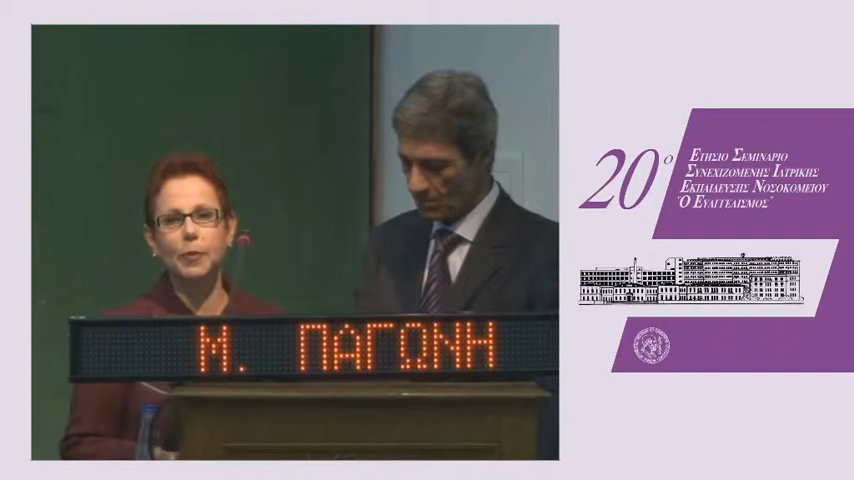 Μ. ΠΑΓΩΝΗ
20ο
ΕΤΗΣΙΟ ΣΕΜΙΝΑΡΙΟ
ΣΥΝΕΧΙΖΟΜΕΝΗΣ ΙΑΤΡΙΚΗΣ
ΕΚΠΑΙΔΕΥΣΗΣ ΝΟΣΟΚΟΜΕΙΟΥ
"Ο ΕΥΑΓΓΕΛΙΣΜΟΣ"